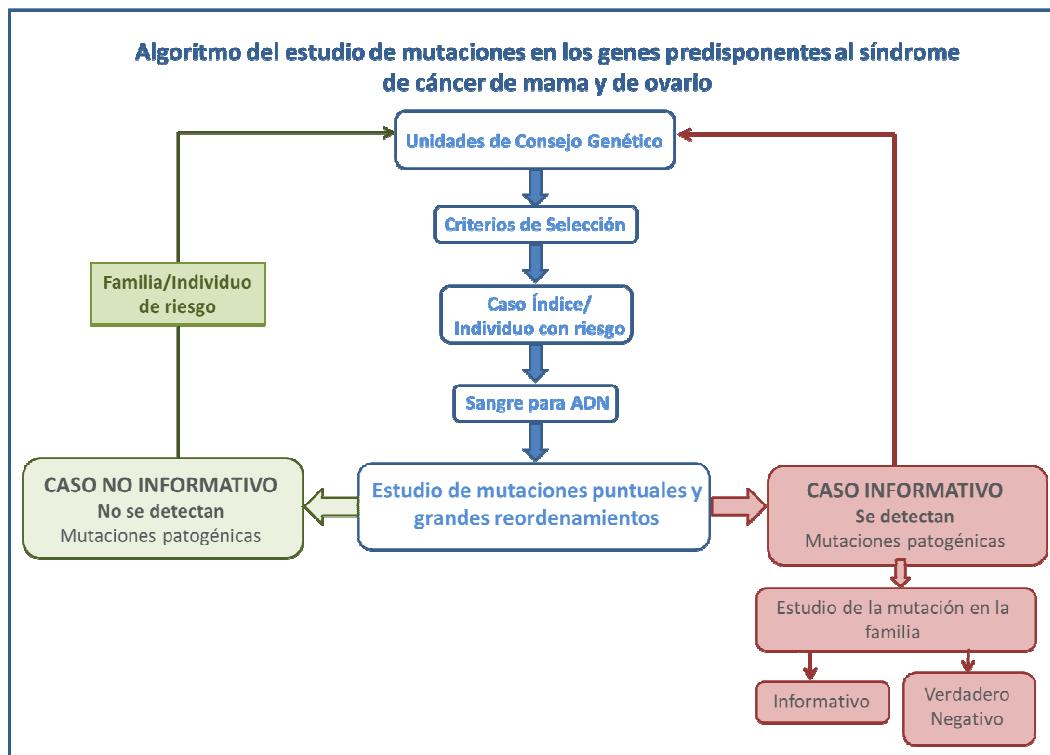 Algoritmo del estudio de mutaciones en los genes predisponentes al síndrome
de cáncer de mama y de ovario
Unidades de Consejo Genético
Criterios de Selección
Familia/Individuo
de riesgo
Caso Índice/
Individuo con riesgo
Sangre para ADN
CASO NO INFORMATIVO
No se detectan
Mutaciones patogénicas
Estudio de mutaciones puntuales y
grandes reordenamientos
CASO INFORMATIVO
Se detectan
Mutaciones patogénicas
Estudio de la mutación en la
familia
Informativo
Verdadero
Negativo